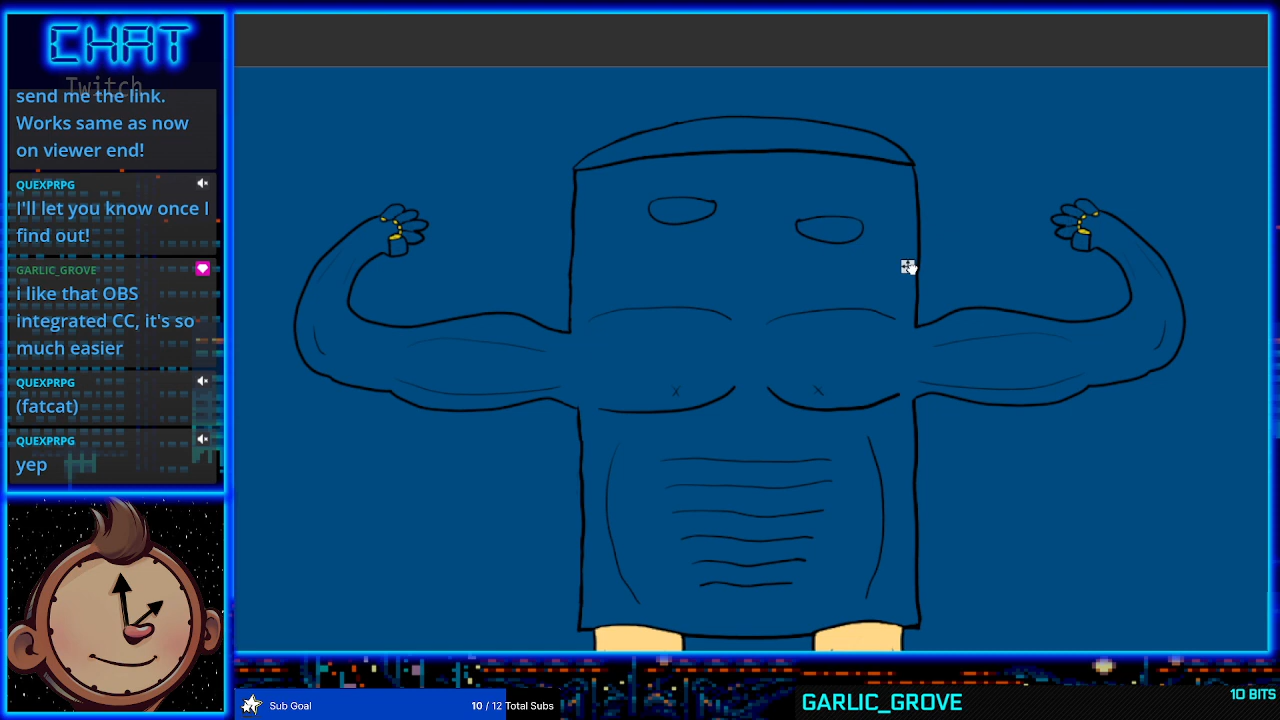 CHAT
Twitch
send me the link.
Works same as now
on viewer end!
QUEXPRPG
I'll let you know once I
find out!
GARLIC_GROVE
i like that OBS
integrated CC, it's so
much easier
QUEXPRPG
(fatcat)
QUEXPRPG
yep
Sub Goal
10 / 12 Total Subs
GARLIC_GROVE
10 BITS